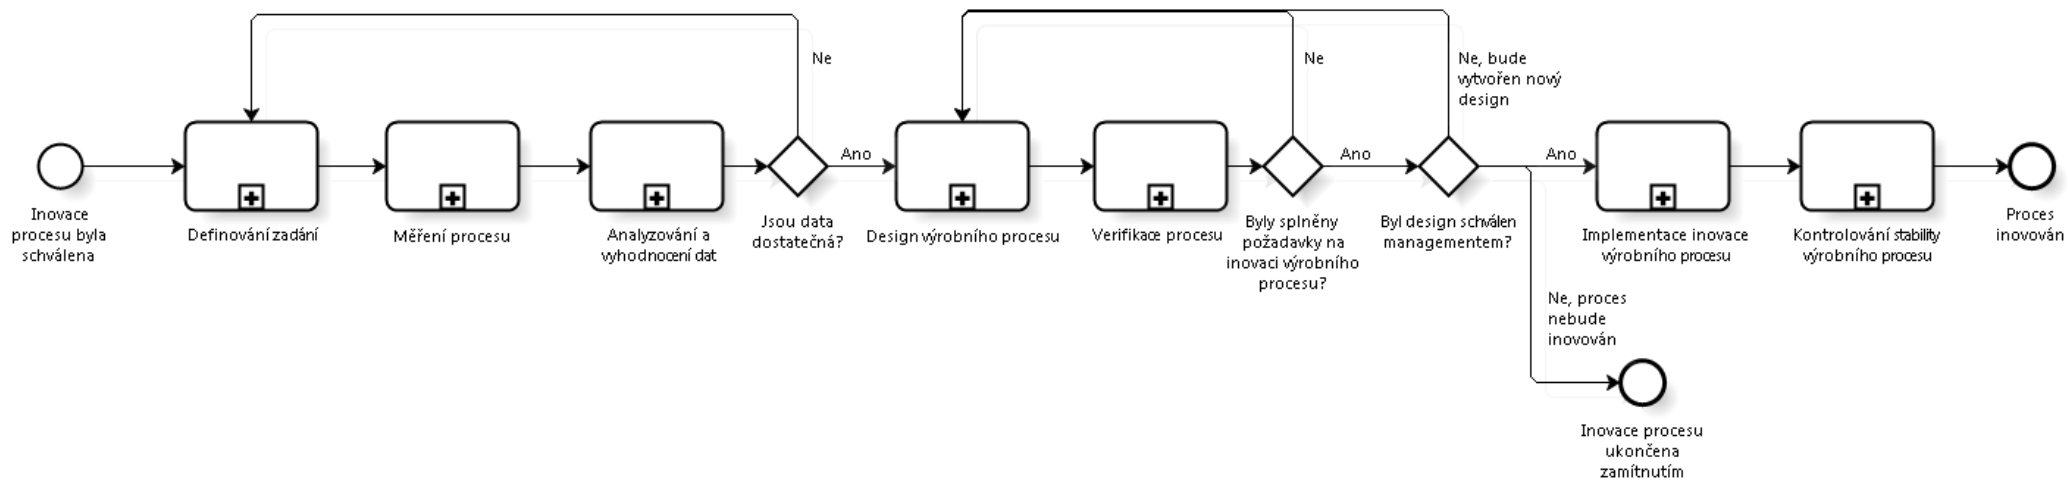 Inovace
procesu byla
schválena
Definování zadání
Měření procesu
Analyzování a
vyhodnocení dat
Ne
Jsou data
dostatečná?
Ano
Design výrobního procesu
Verifikace procesu
Ne
Byly splněny
požadavky na
inovaci výrobního
procesu?
Ano
Ne, bude
vytvořen nový
design
Byl design schválen
managementem?
Ano
Implementace inovace
výrobního procesu
Kontrolování stability
výrobního procesu
Proces
inovován
Ne, proces
nebude
inovován
Inovace procesu
ukončena
zamítnutím